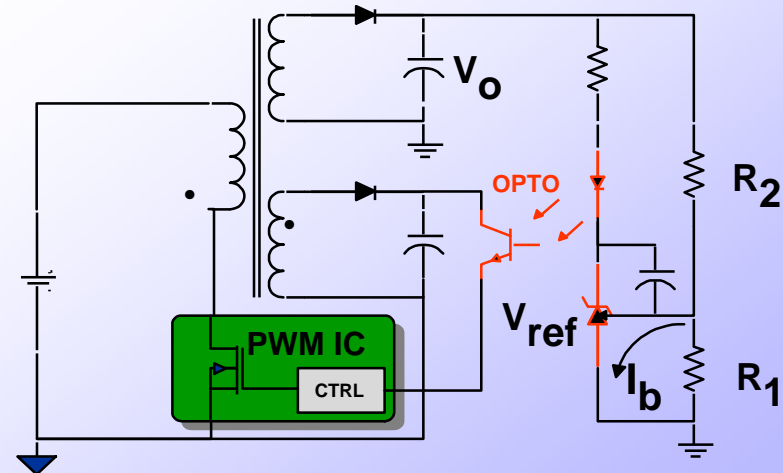 Vo
OPTO
R2
Vref
PWM IC
CTRL
Ib
R1